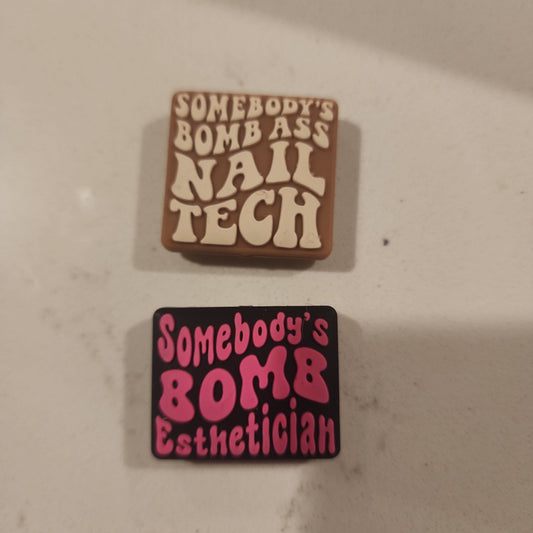 SOMEBODY'S
BOMB ASS
NAIL
TECH
Somebody's
BOMB
Esthetician